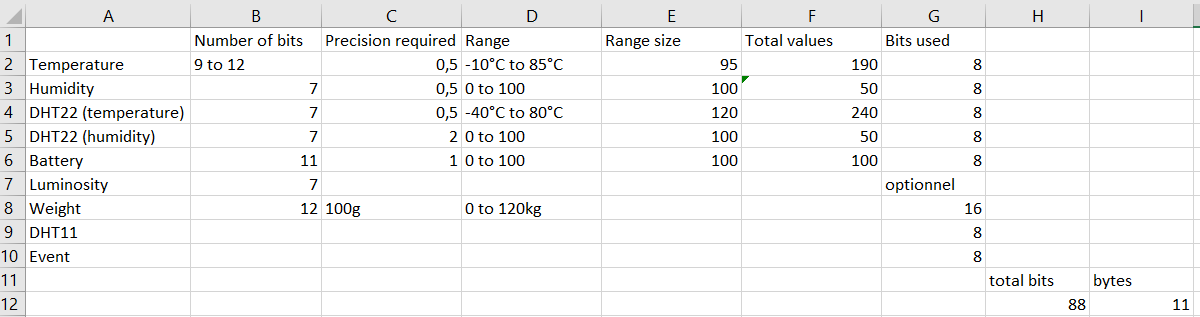 A B C D E F G H I
1 Number of bits Precision required Range Range size Total values Bits used
2 Temperature 9 to 12 0,5 -10°C to 85°C 95 190 8
3 Humidity 7 0,5 0 to 100 100 50 8
4 DHT22 (temperature) 7 0,5 -40°C to 80°C 120 240 8
5 DHT22 (humidity) 7 2 0 to 100 100 50 8
6 Battery 11 1 0 to 100 100 100 8
7 Luminosity 7 optionnel
8 Weight 12 100g 0 to 120kg 16
9 DHT11 8
10 Event 8
11 total bits bytes
12 88 11